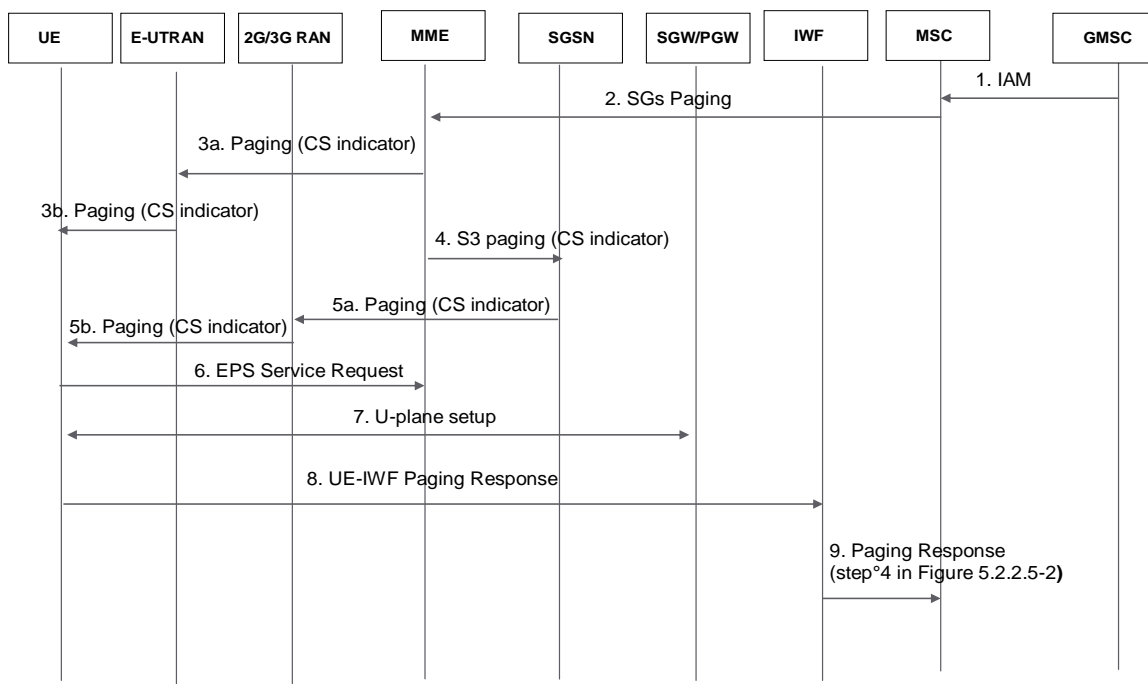 UE
E-UTRAN
2G/3G RAN
MME
SGSN
SGW/PGW
IWF
MSC
GMSC
1. IAM
2. SGs Paging
3a. Paging (CS indicator)
3b. Paging (CS indicator)
4. S3 paging (CS indicator)
5a. Paging (CS indicator)
5b. Paging (CS indicator)
6. EPS Service Request
7. U-plane setup
8. UE-IWF Paging Response
9. Paging Response
(step°4 in Figure 5.2.2.5-2)